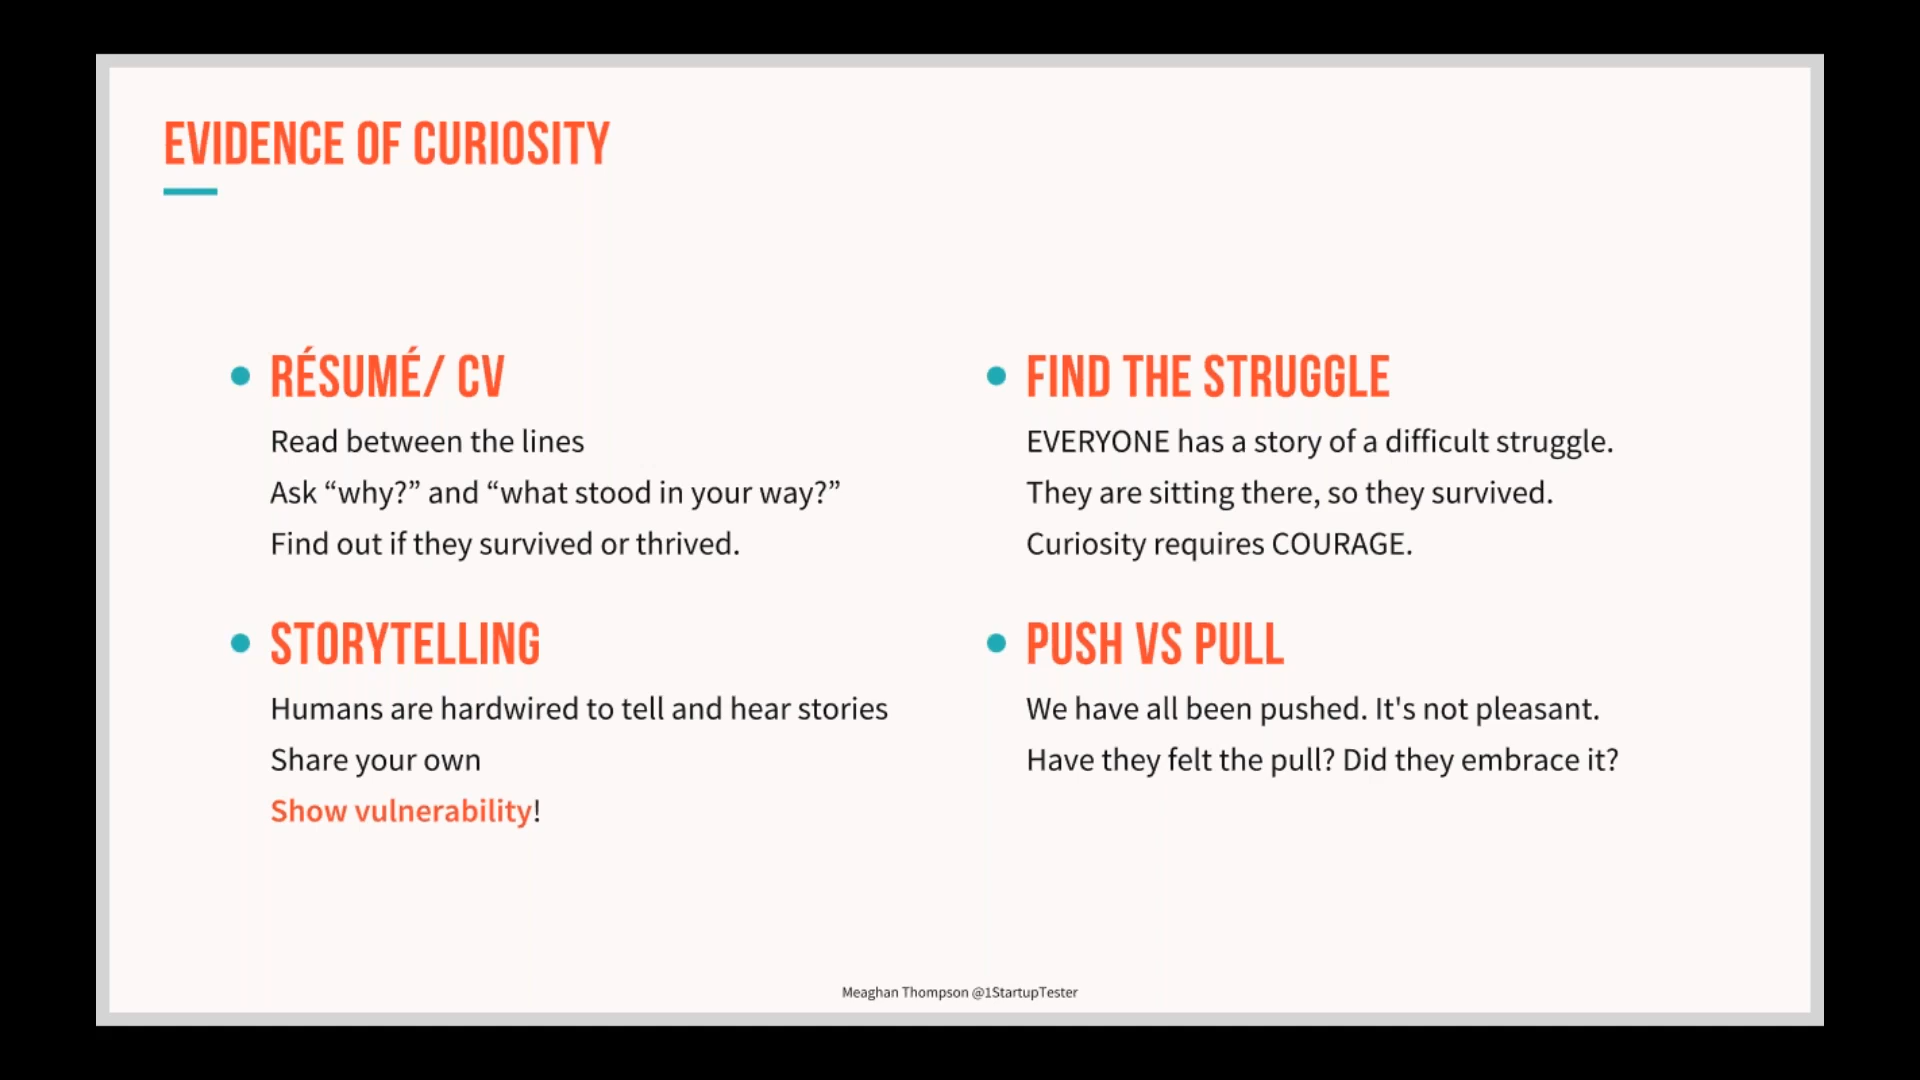 EVIDENCE OF CURIOSITY
RÉSUMÉ/ CV
Read between the lines
Ask “why?” and “what stood in your way?”
Find out if they survived or thrived.
STORYTELLING
Humans are hardwired to tell and hear stories
Share your own
Show vulnerability!
FIND THE STRUGGLE
EVERYONE has a story of a difficult struggle.
They are sitting there, so they survived.
Curiosity requires COURAGE.
PUSH VS PULL
We have all been pushed. It's not pleasant.
Have they felt the pull? Did they embrace it?
Meaghan Thompson @1StartupTester